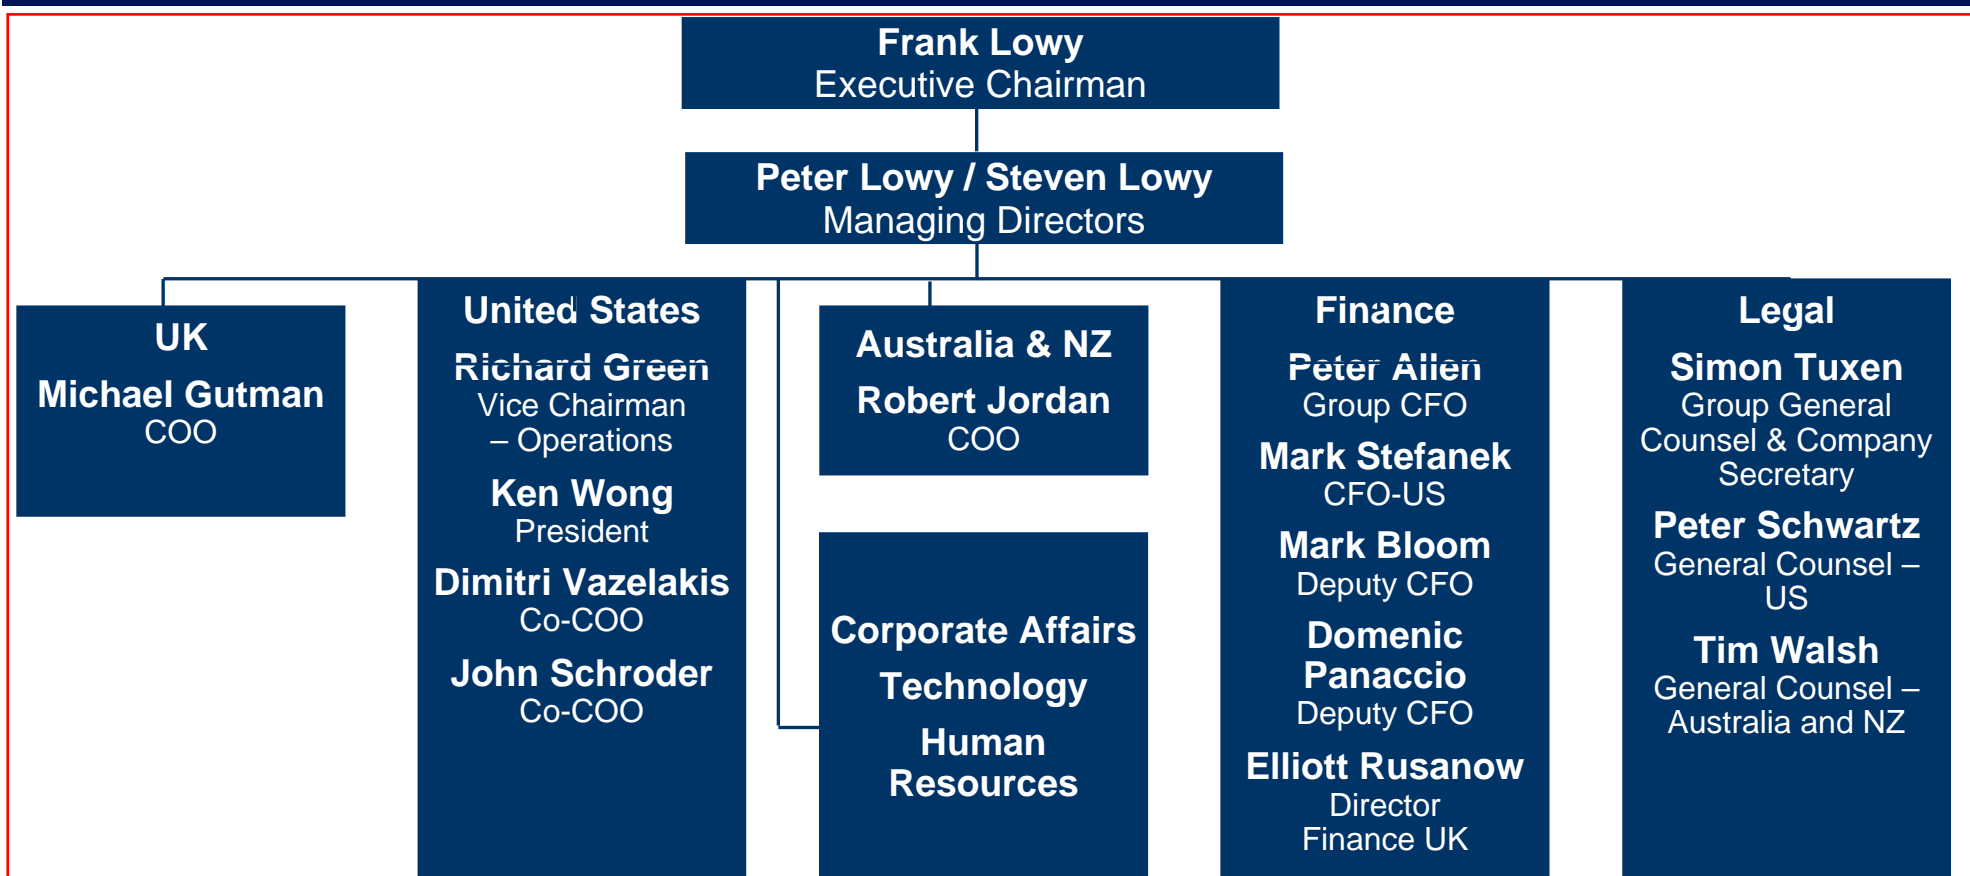 Frank Lowy
Executive Chairman
Peter Lowy / Steven Lowy
Managing Directors
UK
Michael Gutman
COO
United States
Richard Green
Vice Chairman
– Operations
Ken Wong
President
Dimitri Vazelakis
Co-COO
John Schroder
Co-COO
Australia & NZ
Robert Jordan
COO
Corporate Affairs
Technology
Human
Resources
Finance
Peter Allen
Group CFO
Mark Stefanek
CFO-US
Mark Bloom
Deputy CFO
Domenic
Panaccio
Deputy CFO
Elliott Rusanow
Director
Finance UK
Legal
Simon Tuxen
Group General
Counsel & Company
Secretary
Peter Schwartz
General Counsel –
US
Tim Walsh
General Counsel –
Australia and NZ